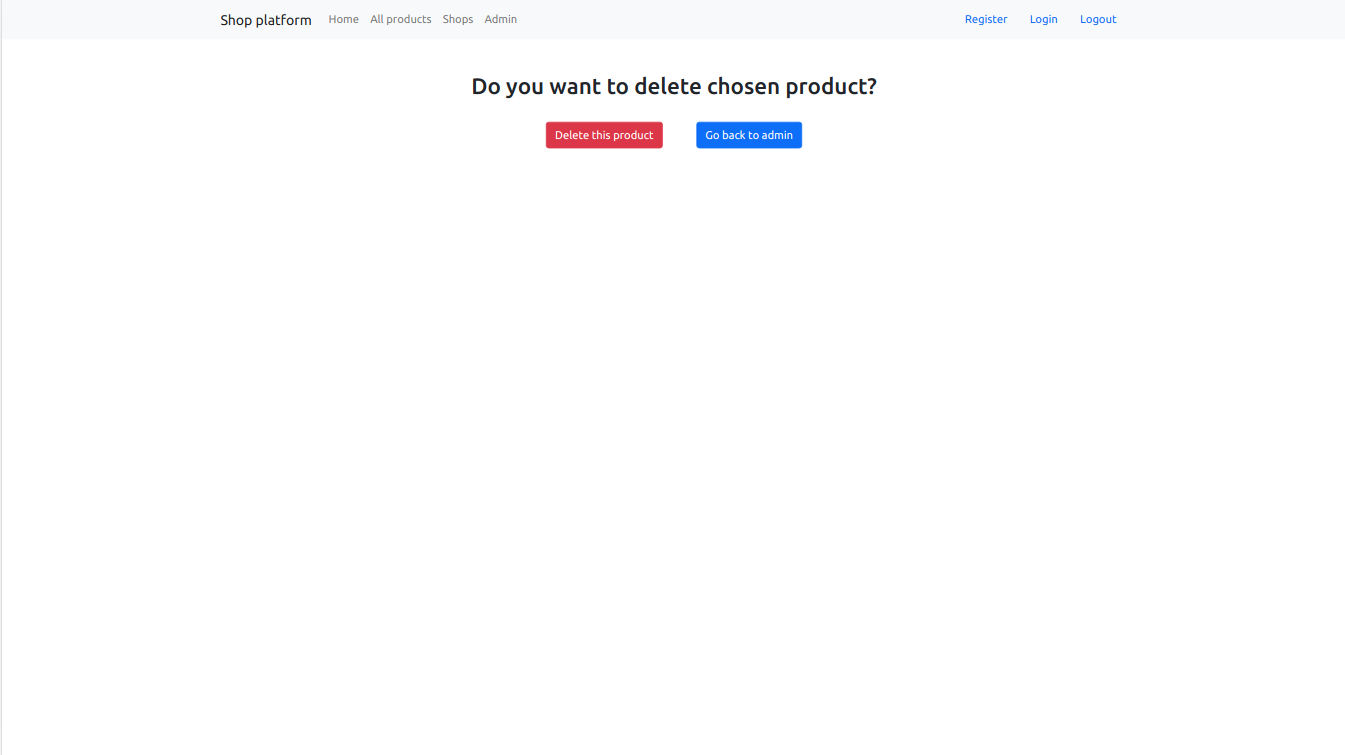 Shop platform Home All products Shops Admin Register Login Logout
Do you want to delete chosen product?
Delete this product Go back to admin